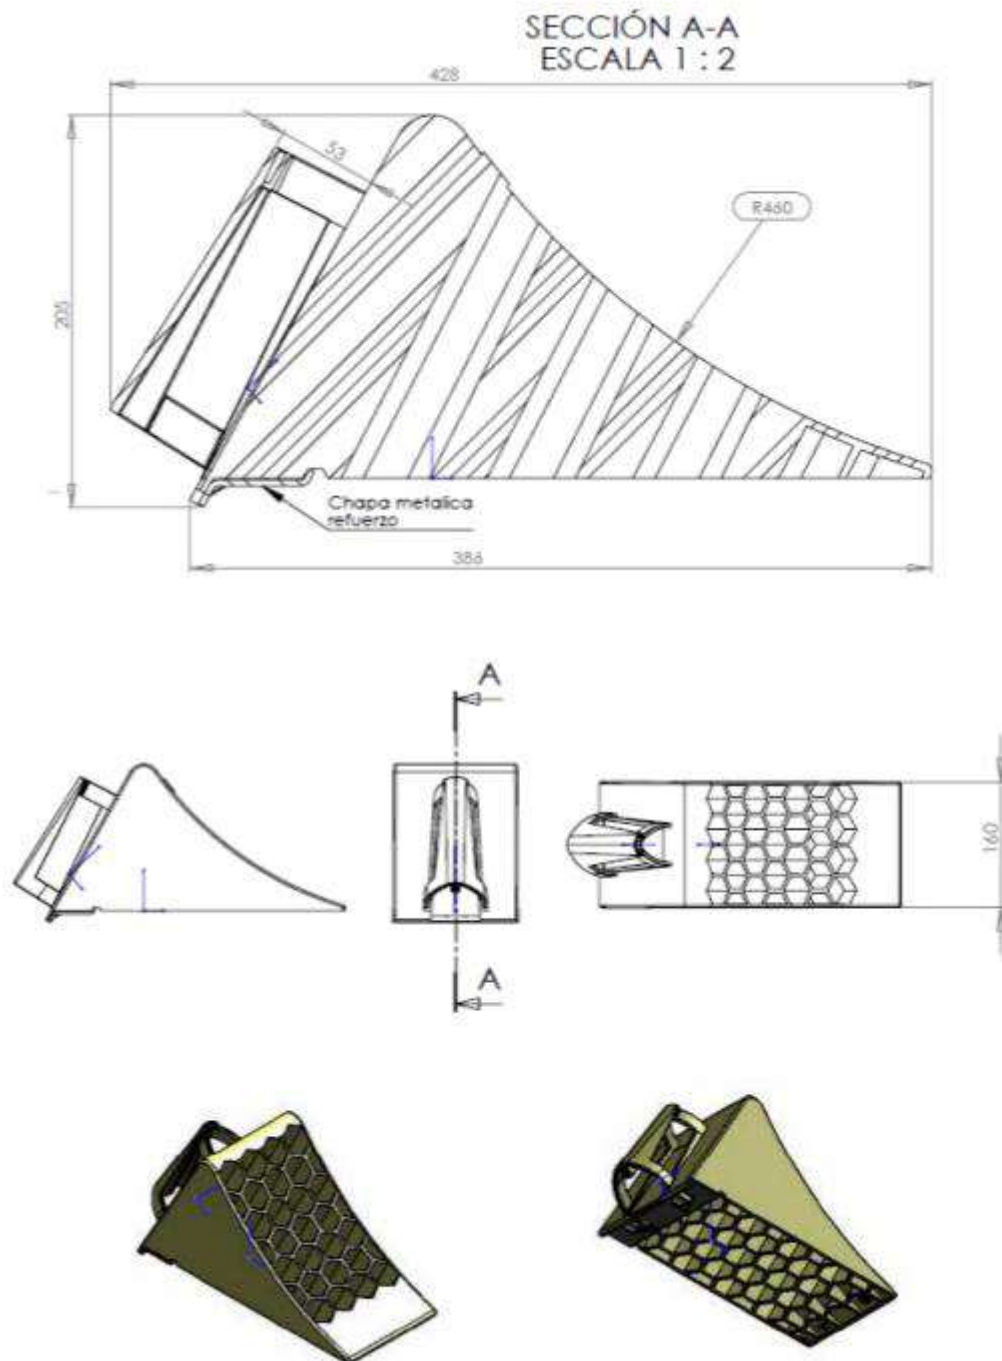 SECCIÓN A-A
ESCALA 1 : 2
428
53
R460
205
Chapa metalica
refuerzo
386
A
160
A